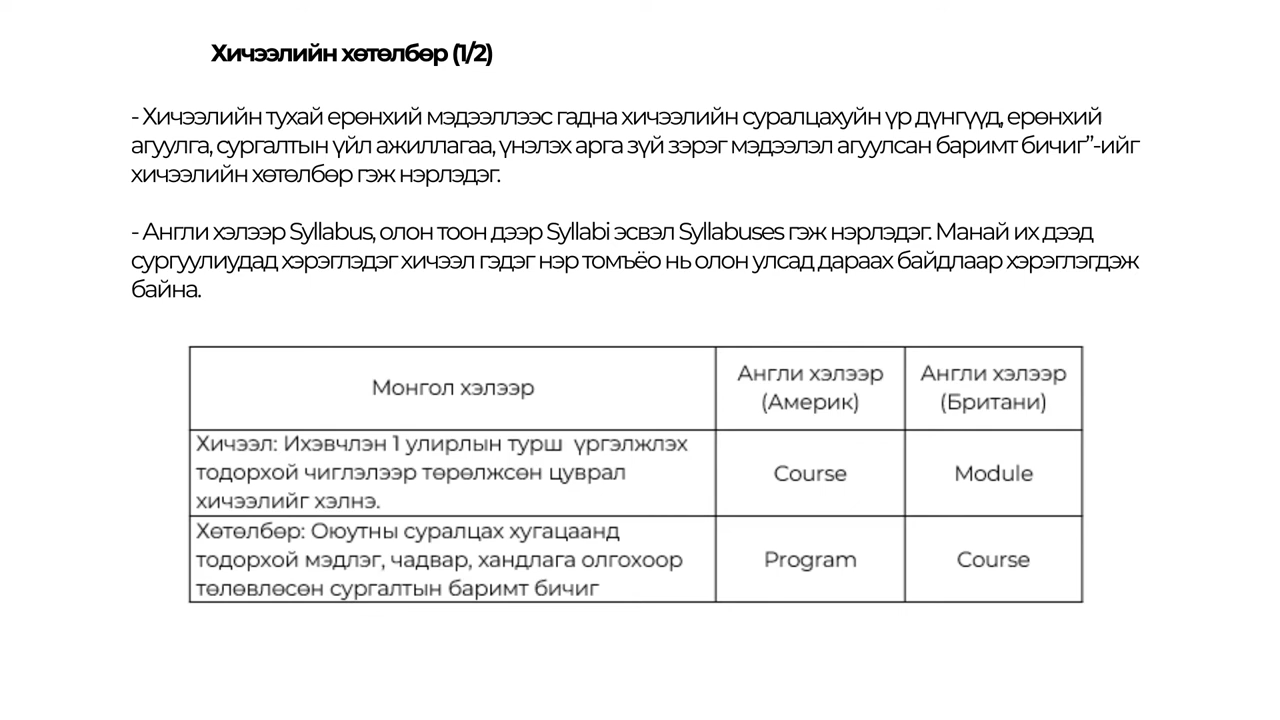 Хичээлийн хөтөлбөр (1/2)
- Хичээлийн тухай ерөнхий мэдээллээс гадна хичээлийн суралцахуйн үр дүнгүүд, ерөнхий
агуулга, сургалтын үйл ажиллагаа, үнэлэх арга зүй зэрэг мэдээлэл агуулсан баримт бичиг”-ийг
хичээлийн хөтөлбөр гэж нэрлэдэг.
- Англи хэлээр Syllabus, олон тоон дээр Syllabi эсвэл Syllabuses гэж нэрлэдэг. Манай их дээд
сургуулиудад хэрэглэдэг хичээл гэдэг нэр томъёо нь олон улсад дараах байдлаар хэрэглэгдэж
байна.
Монгол хэлээр
Англи хэлээр
(Америк)
Англи хэлээр
(Британи)
Хичээл: Ихэвчлэн 1 улирлын турш үргэлжлэх
тодорхой чиглэлээр төрөлжсөн цуврал
хичээлийг хэлнэ.
Course
Module
Хөтөлбөр: Оюутны суралцах хугацаанд
тодорхой мэдлэг, чадвар, хандлага олгохоор
төлөвлөсөн сургалтын баримт бичиг
Program
Course